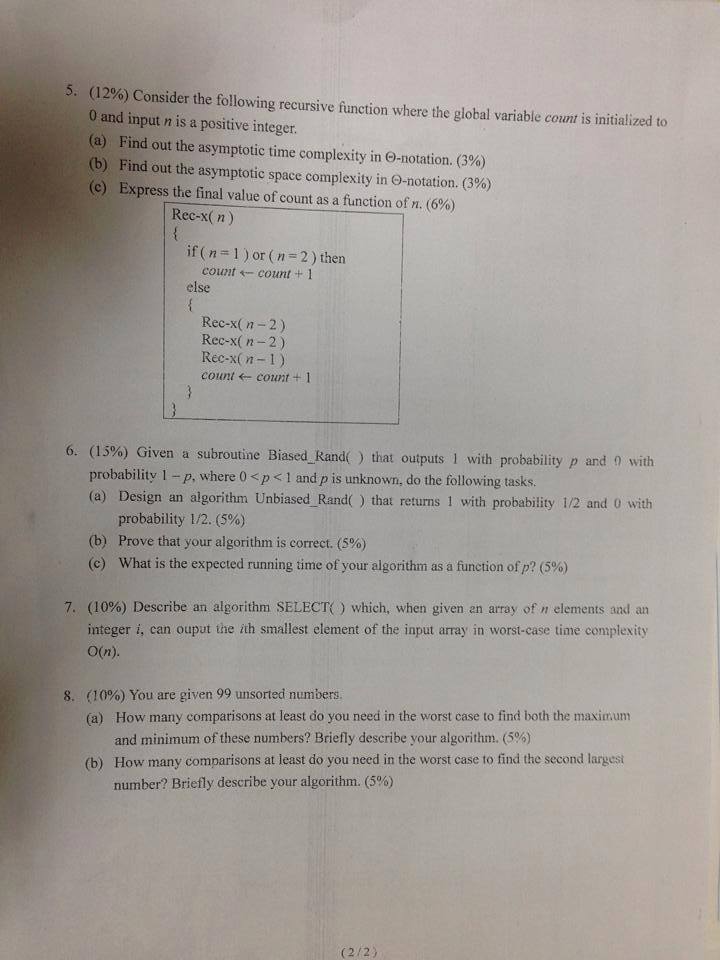 5. (12%) Consider the following recursive function where the global variable count is initialized to
0 and input n is a positive integer.
(a) Find out the asymptotic time complexity in Θ-notation. (3%)
(b) Find out the asymptotic space complexity in Θ-notation. (3%)
(c) Express the final value of count as a function of n. (6%)
Rec-x( n )
{
if ( n = 1 ) or ( n = 2 ) then
count ← count + 1
else
{
Rec-x( n – 2 )
Rec-x( n – 2 )
Rec-x( n – 1 )
count ← count + 1
}
}
6. (15%) Given a subroutine Biased_Rand( ) that outputs 1 with probability p and 0 with
probability 1 – p, where 0 < p < 1 and p is unknown, do the following tasks.
(a) Design an algorithm Unbiased_Rand( ) that returns 1 with probability 1/2 and 0 with
probability 1/2. (5%)
(b) Prove that your algorithm is correct. (5%)
(c) What is the expected running time of your algorithm as a function of p? (5%)
7. (10%) Describe an algorithm SELECT( ) which, when given an array of n elements and an
integer i, can ouput the ith smallest element of the input array in worst-case time complexity
O(n).
8. (10%) You are given 99 unsorted numbers.
(a) How many comparisons at least do you need in the worst case to find both the maximum
and minimum of these numbers? Briefly describe your algorithm. (5%)
(b) How many comparisons at least do you need in the worst case to find the second largest
number? Briefly describe your algorithm. (5%)
( 2 / 2 )